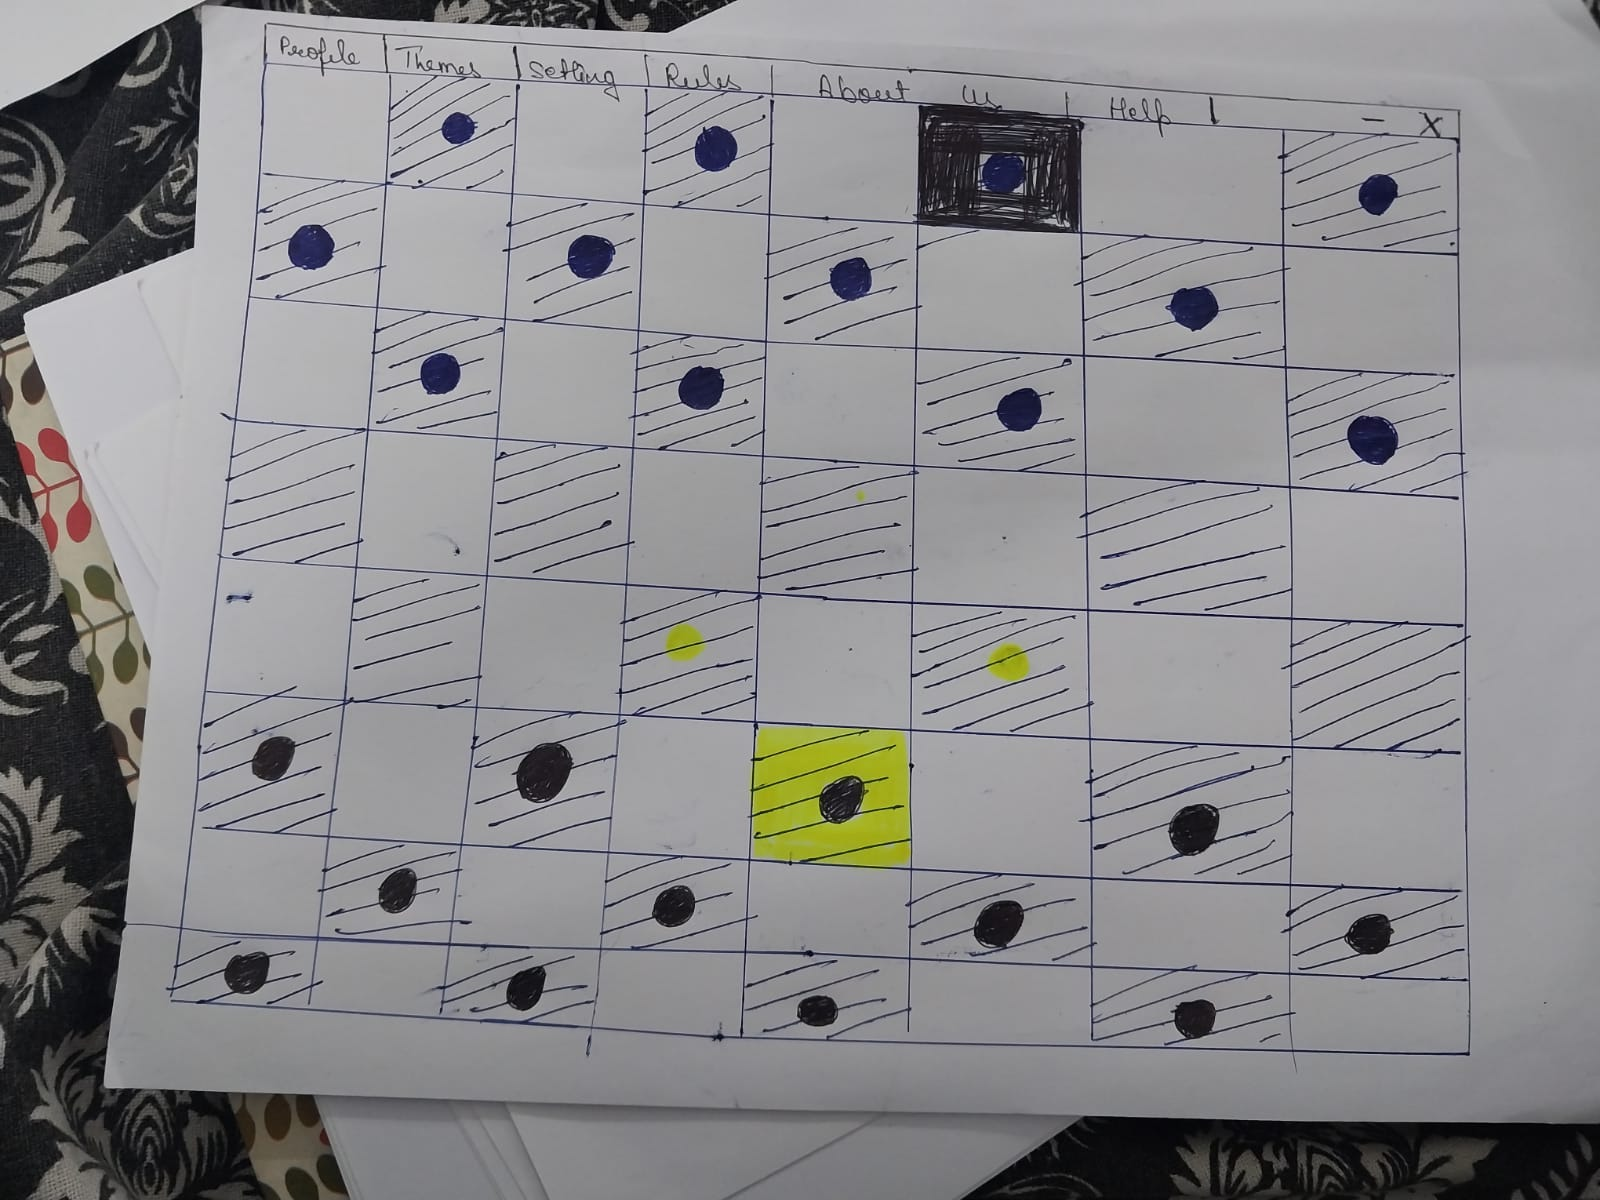 Profile | Themes | Setting | Rules | About Us | Help | – X